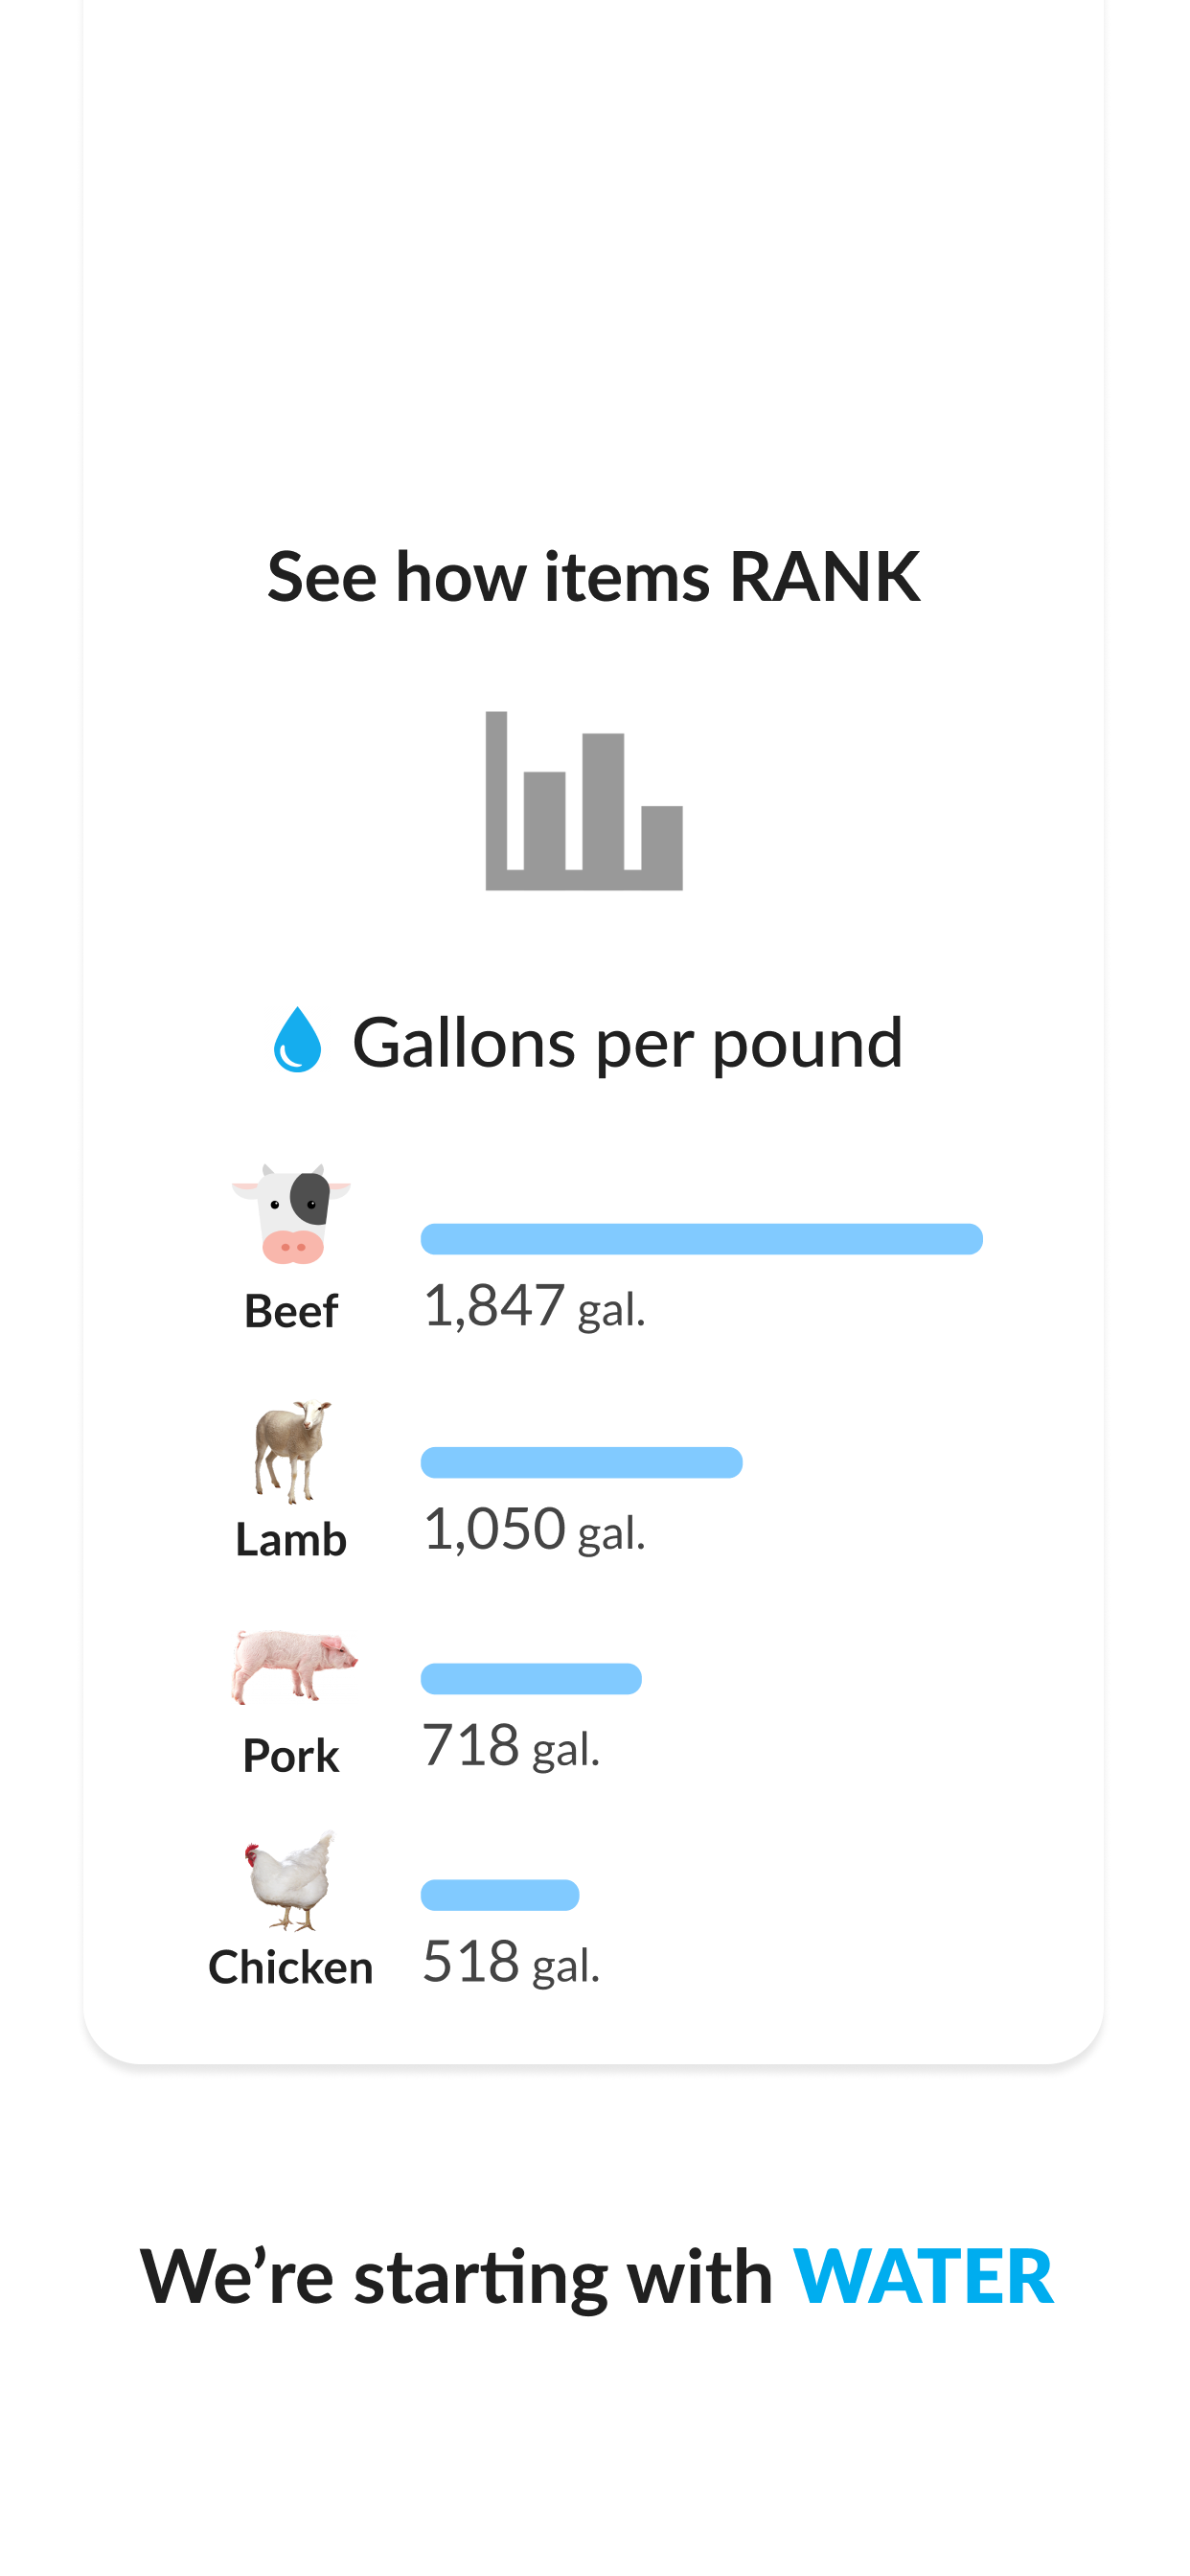 See how items RANK
Gallons per pound
Beef
1,847 gal.
Lamb
1,050 gal.
Pork
718 gal.
Chicken
518 gal.
We’re starting with WATER